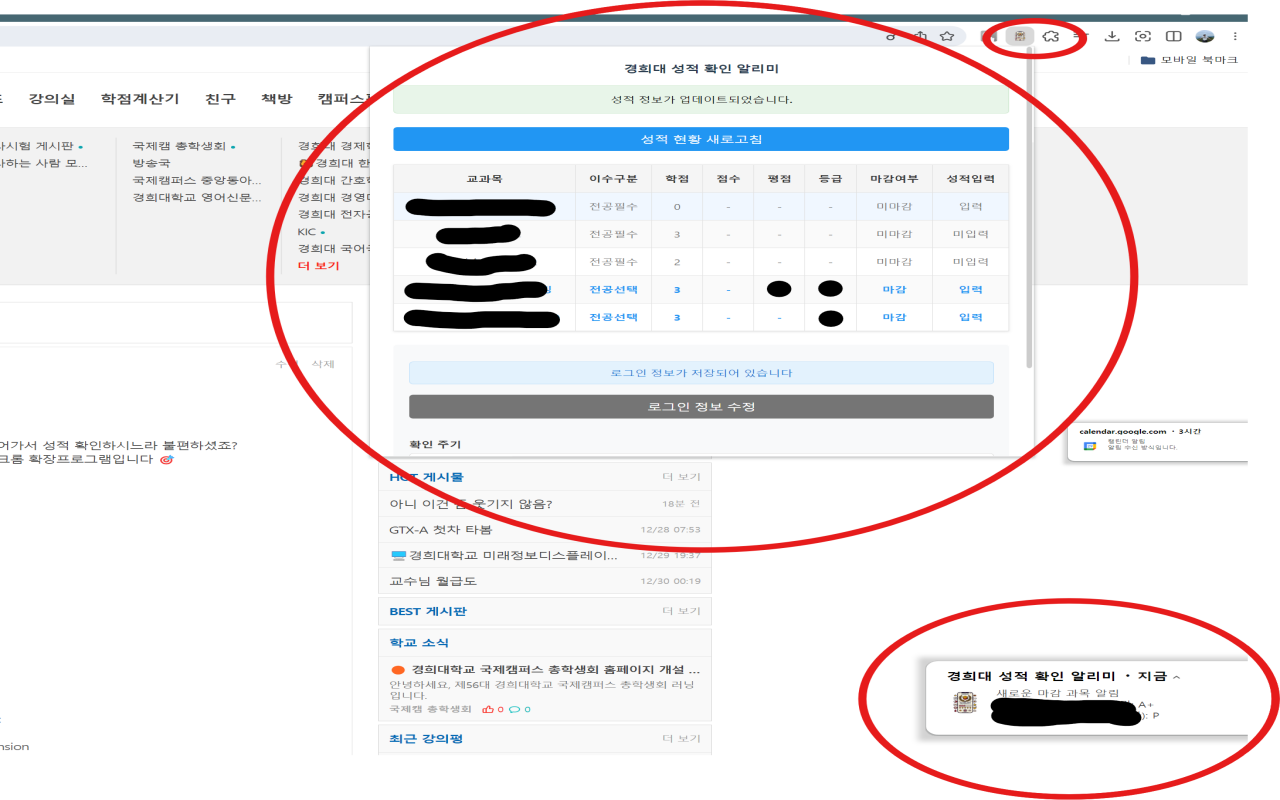 모바일 북마크
강의실 학점계산기 친구 책방
시험 게시판
하는 사람 모...
국제캠 총학생회
방송국
국제캠퍼스 중앙동아...
경희대학교 영어신문...
경희대 경제
경희대 한
경희대 간호
경희대 경영
경희대 전자
KIC
경희대 국어
더 보기
삭제
어가서 성적 확인하시느라 불편하셨죠?
크롬 확장프로그램입니다
nsion
경희대 성적 확인 알리미
성적 정보가 업데이트되었습니다.
성적 현황 새로고침
교과목 이수구분 학점 점수 평점 등급 마감여부 성적입력
전공필수 0 - - - 미마감 입력
전공필수 3 - - - 미마감 미입력
전공필수 2 - - - 미마감 미입력
전공선택 3 - 마감 입력
전공선택 3 - - 마감 입력
로그인 정보가 저장되어 있습니다
로그인 정보 수정
확인 주기
HOT 게시물 더 보기
아니 이건 좀 웃기지 않음? 18분 전
GTX-A 첫차 타봄 12/28 07:53
경희대학교 미래정보디스플레이... 12/29 19:37
교수님 월급도 12/30 00:19
BEST 게시판 더 보기
학교 소식
경희대학교 국제캠퍼스 총학생회 홈페이지 개설 ...
안녕하세요, 제56대 경희대학교 국제캠퍼스 총학생회 러닝
입니다.
국제캠 총학생회 0 0
최근 강의평 더 보기
calendar.google.com · 3시간
캘린더 알림
알림 수신 방식입니다.
경희대 성적 확인 알리미 · 지금
새로운 마감 과목 알림
: A+
): P